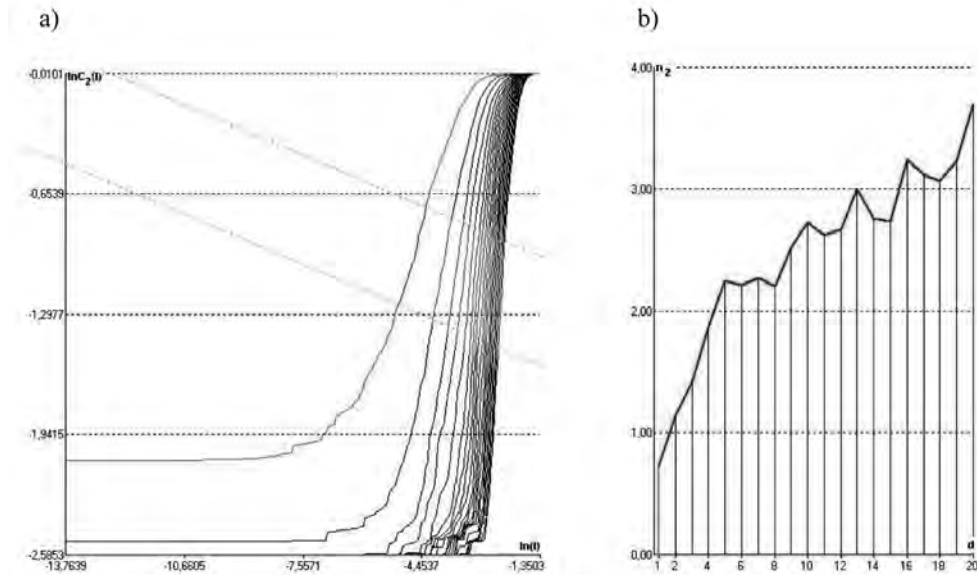 a)
b)
-0,0101
lnC2(l)
-0,6539
-1,2977
-1,9415
-2,5853
-13,7639
-10,6605
-7,5571
-4,4537
-1,3503
ln(l)
4,00
n2
3,00
2,00
1,00
0,00
1 2 4 6 8 10 12 14 16 18 20
d